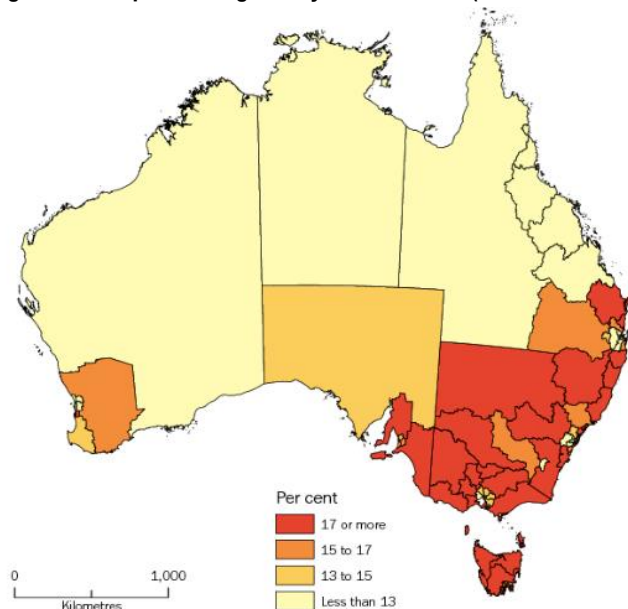 Per cent
17 or more
15 to 17
13 to 15
Less than 13
0 1,000
Kilometres